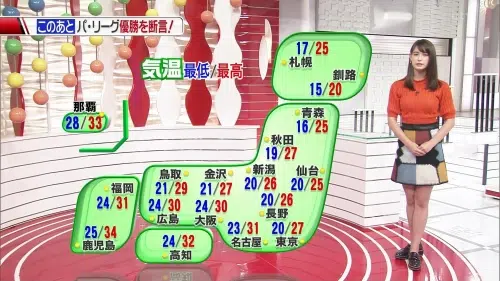 このあと パ・リーグ優勝を断言!
気温 最低/最高
17/25
札幌
釧路
15/20
那覇
28/33
青森
16/25
秋田
19/27
鳥取
21/29
金沢
21/27
新潟
20/26
仙台
20/25
福岡
24/31
24/30
広島
24/30
大阪
20/26
長野
25/34
鹿児島
24/32
高知
23/31
名古屋
20/27
東京